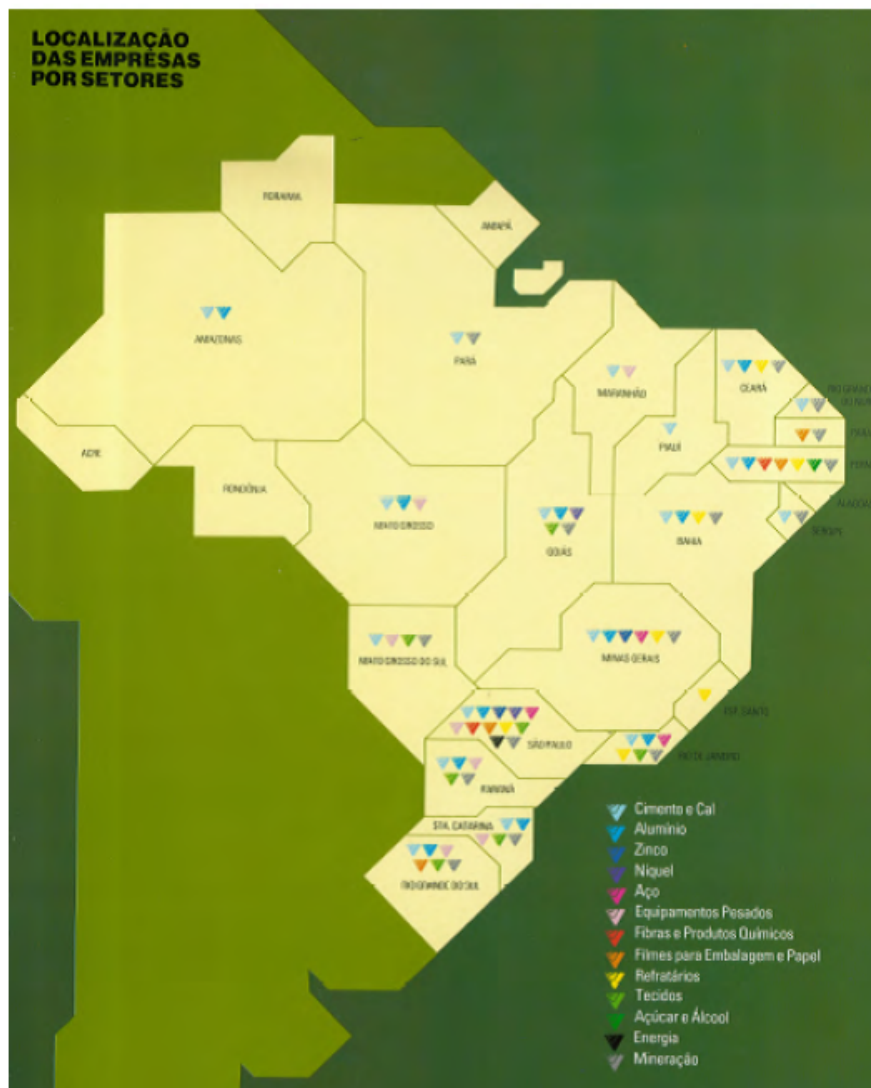 LOCALIZAÇÃO
DAS EMPRESAS
POR SETORES
RORAIMA
AMAPÁ
AMAZONAS
PARÁ
MARANHÃO
CEARÁ
RIO GRANDE
PIAUÍ
ACRE
RONDÔNIA
MATO GROSSO
GOIÁS
BAHIA
ALAGOAS
SERGIPE
MATO GROSSO DO SUL
MINAS GERAIS
ESP. SANTO
SÃO PAULO
RIO DE JANEIRO
PARANÁ
STA. CATARINA
RIO GRANDE DO SUL
Cimento e Cal
Alumínio
Zinco
Níquel
Aço
Equipamentos Pesados
Fibras e Produtos Químicos
Filmes para Embalagem e Papel
Refratários
Tecidos
Açúcar e Álcool
Energia
Mineração